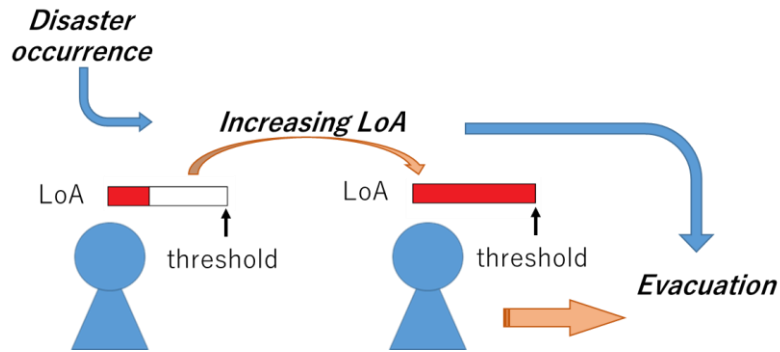 Disaster
occurrence
Increasing LoA
LoA
threshold
LoA
threshold
Evacuation